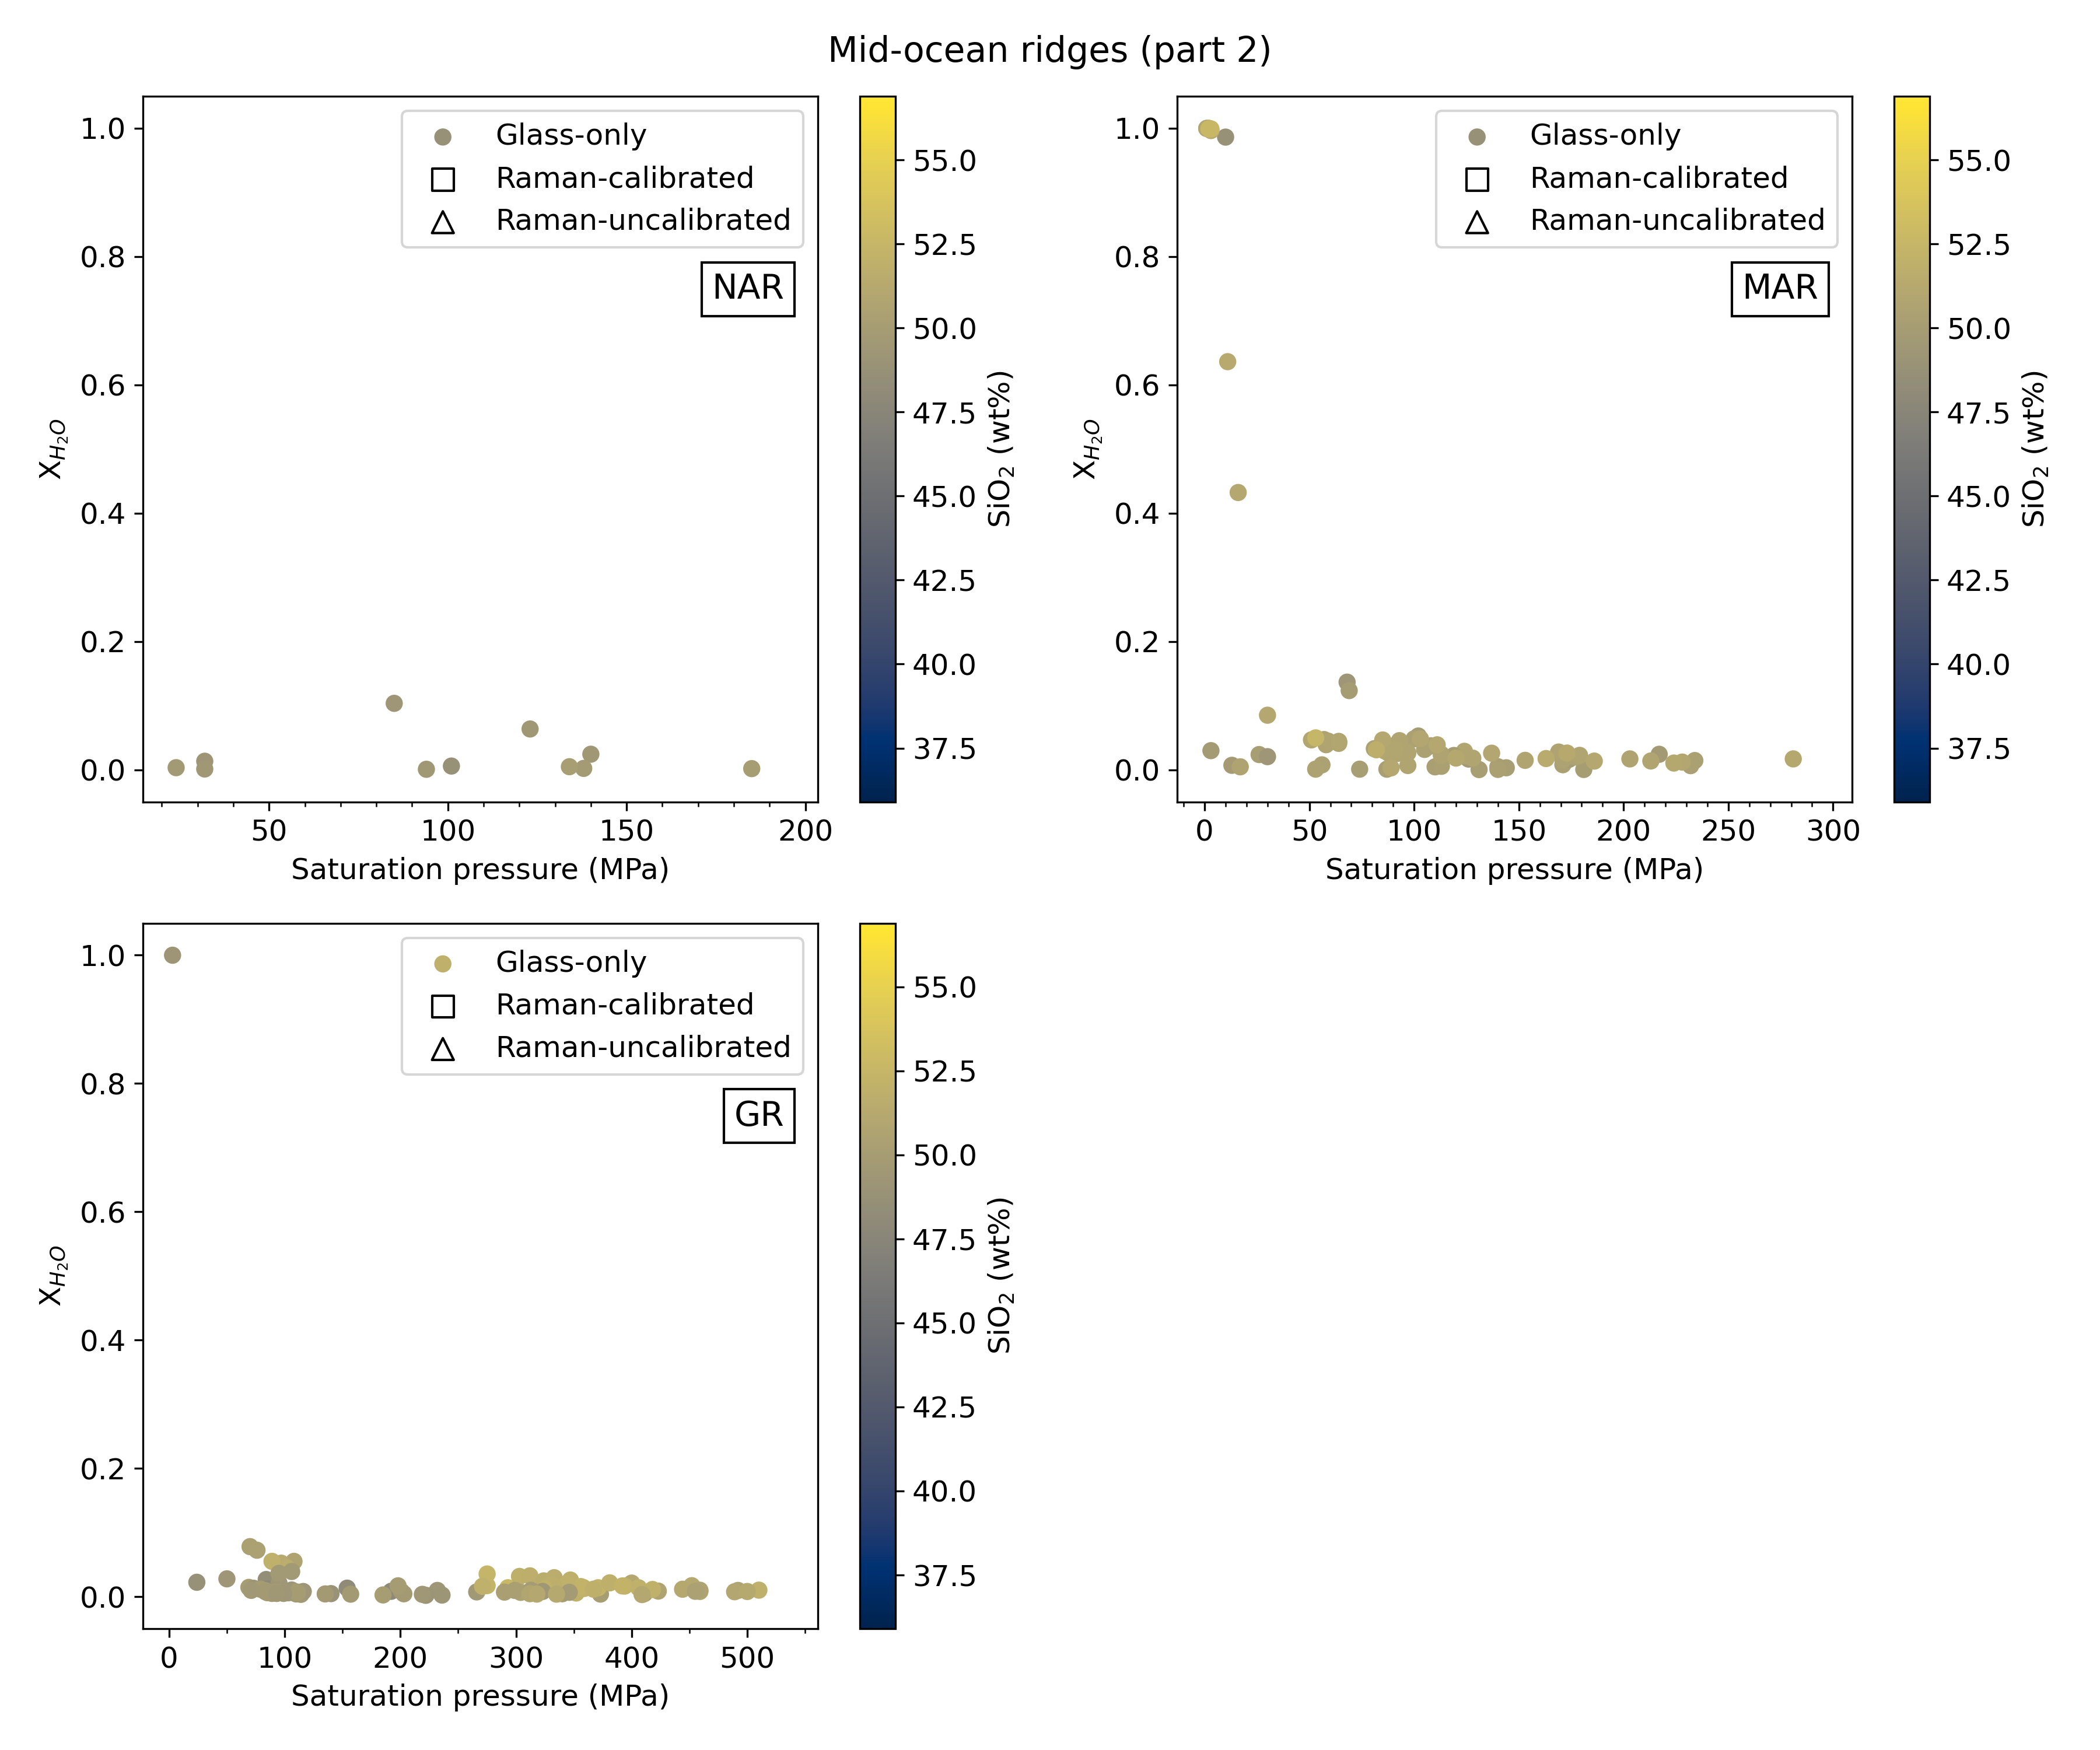 Mid-ocean ridges (part 2)
Glass-only
Raman-calibrated
Raman-uncalibrated
NAR
1.0
0.8
0.6
0.4
0.2
0.0
X_{H_2O}
50
100
150
200
Saturation pressure (MPa)
55.0
52.5
50.0
47.5
45.0
42.5
40.0
37.5
SiO₂ (wt%)
Glass-only
Raman-calibrated
Raman-uncalibrated
MAR
1.0
0.8
0.6
0.4
0.2
0.0
X_{H_2O}
0
50
100
150
200
250
300
Saturation pressure (MPa)
55.0
52.5
50.0
47.5
45.0
42.5
40.0
37.5
SiO₂ (wt%)
Glass-only
Raman-calibrated
Raman-uncalibrated
GR
1.0
0.8
0.6
0.4
0.2
0.0
X_{H_2O}
0
100
200
300
400
500
Saturation pressure (MPa)
55.0
52.5
50.0
47.5
45.0
42.5
40.0
37.5
SiO₂ (wt%)